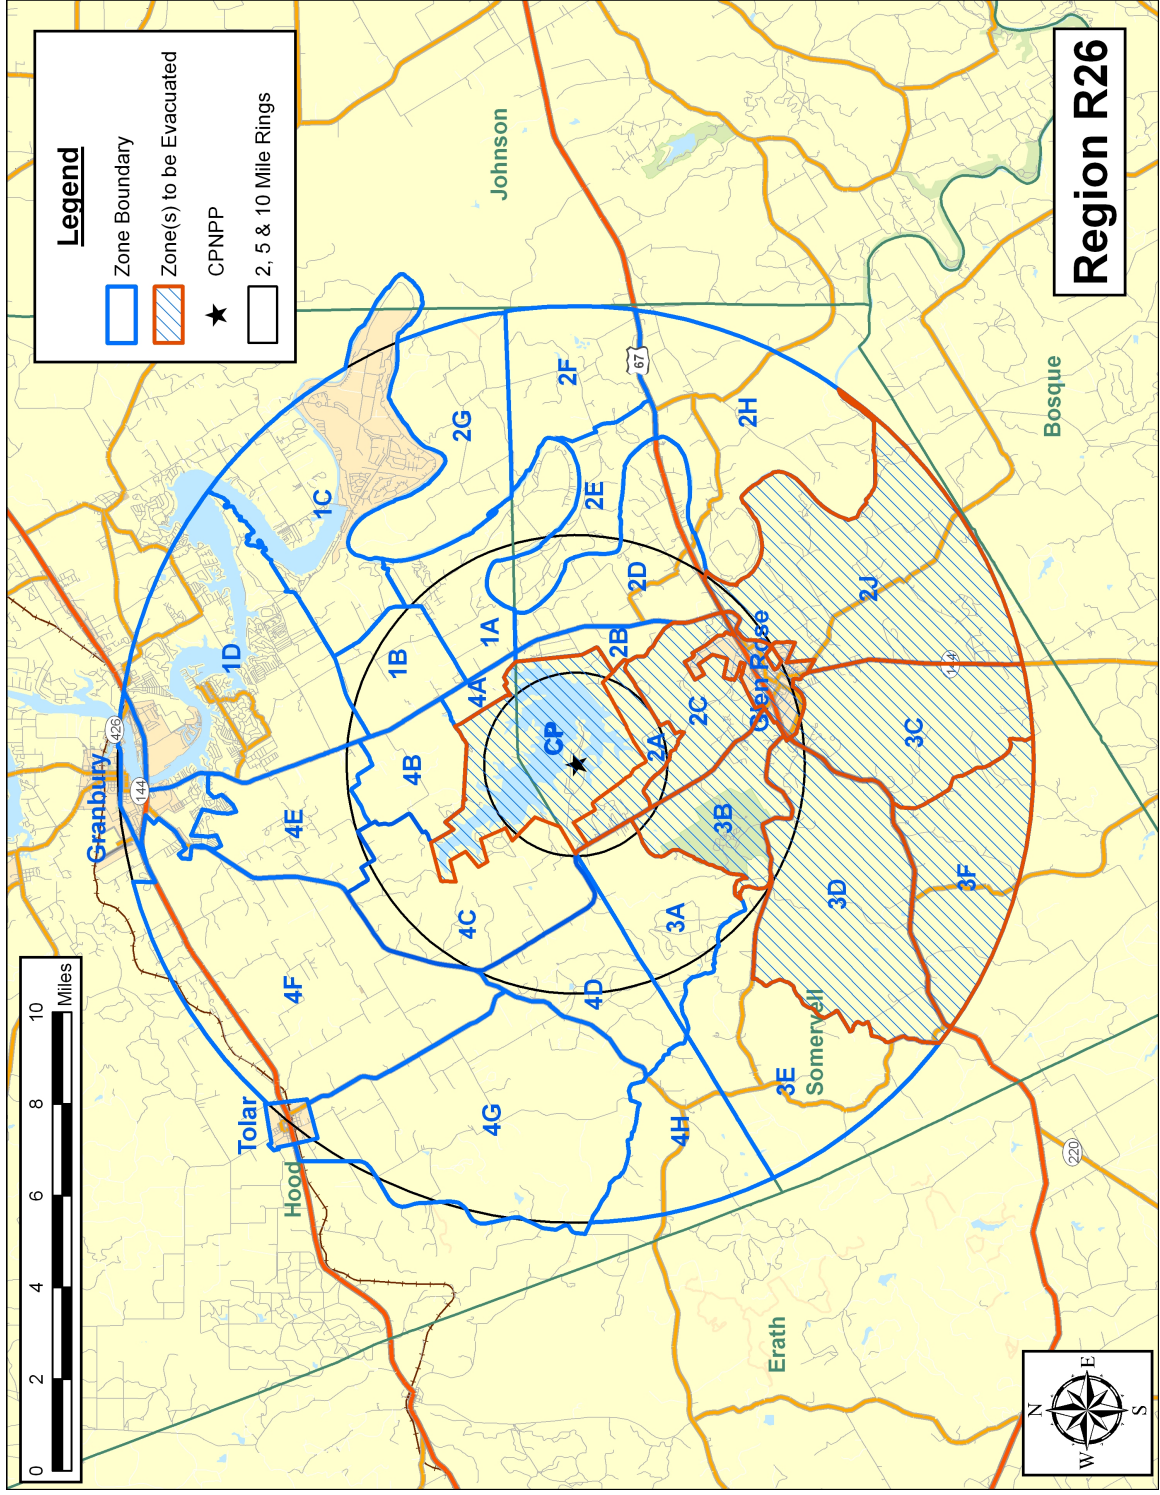 Legend
Zone Boundary
Zone(s) to be Evacuated
CPNPP
2, 5 & 10 Mile Rings
Region R26
0 2 4 6 8 10
Miles
N
W E
S
Granbury
426
144
Tolar
Hood
Johnson
Bosque
Somervell
Erath
Glen Rose
67
144
220
CP
1A
1B
1C
1D
2A
2B
2C
2D
2E
2F
2G
2H
2J
3A
3B
3C
3D
3E
3F
4A
4B
4C
4D
4E
4F
4G
4H